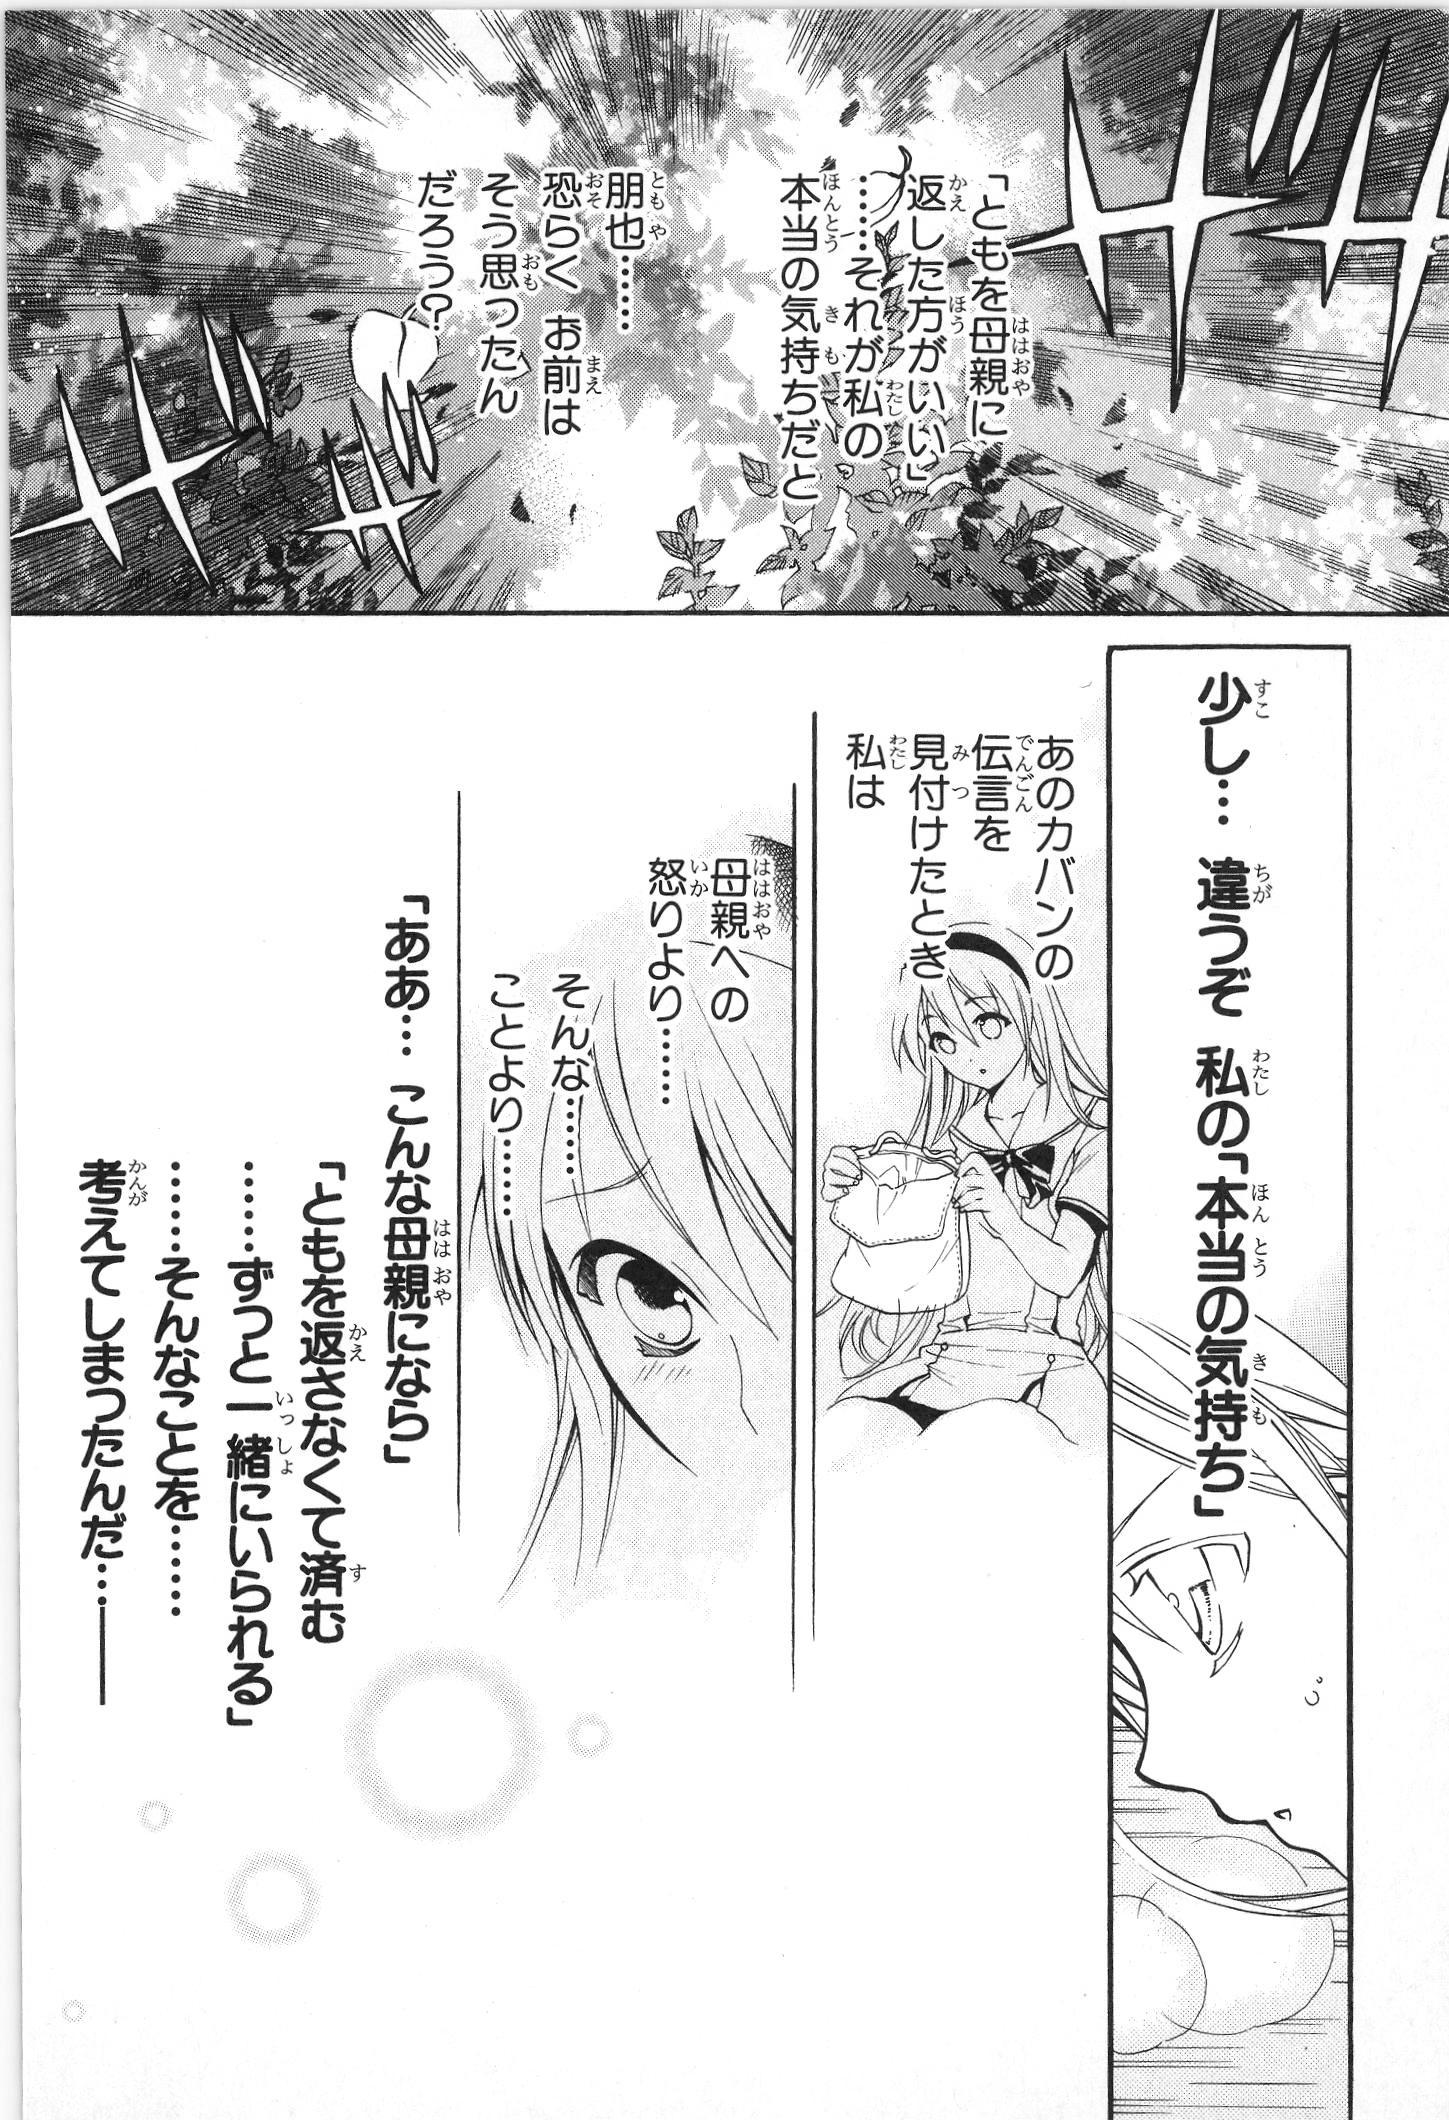 ザザザザ
「ともを母親に
返した方がいい」
……それが私の
本当の気持ちだと
朋也……
恐らく お前は
そう思ったん
だろう？
少し… 違うぞ 私の「本当の気持ち」
あのカバンの
伝言を
見付けたとき
私は
母親への
怒りより……
そんな……
ことより……
「ああ… こんな母親になら」
「ともを返さなくて済む
……ずっと一緒にいられる」
……そんなことを……
考えてしまったんだ…──